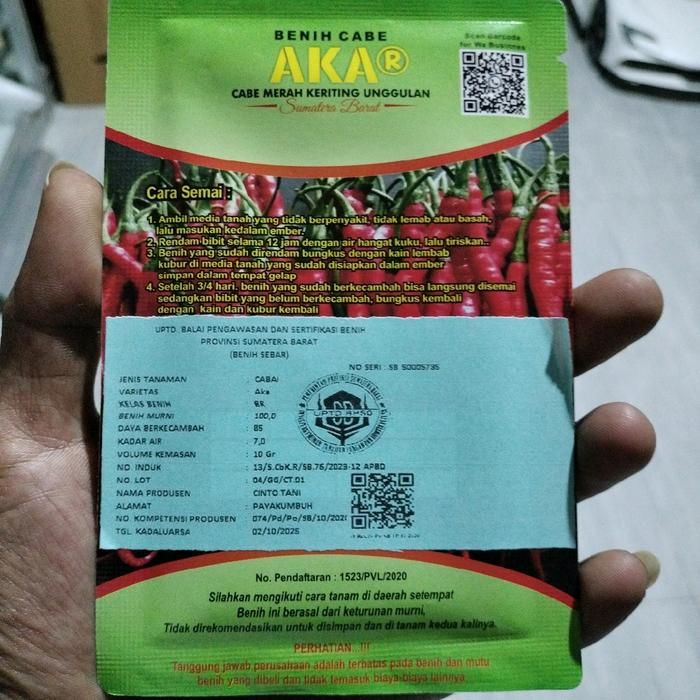 BENIH CABE
AKA®
CABE MERAH KERITING UNGGULAN
Sumatera Barat
Scan Barcode
for Wa Busines
Cara Semai :
1. Ambil media tanah yang tidak berpenyakil, tidak lemab atau basah,
lalu masukan kedalam ember.
2. Rendam bibit selama 12 jam dengan air hangat kuku, lalu tiriskan..
3. Benih yang sudah direndam bungkus dengan kain lembab
kubur di media tanah yang sudah disiapkan dalam ember
simpan dalam tempat gelap
4. Setelah 3/4 hari. benih yang sudah berkecambah bisa langsung disemai
sedangkan bibit yang belum berkecambah, bungkus kembali
dengan kain dan kubur kembali
UPTD. BALAI PENGAWASAN DAN SERTIFIKASI BENIH
PROVINSI SUMATERA BARAT
(BENIH SEBAR)
NO SERI : SB 50005735
JENIS TANAMAN : CABAI
VARIETAS : Aka
KELAS BENIH : BR
BENIH MURNI : 100,0
DAYA BERKECAMBAH : 85
KADAR AIR : 7,0
VOLUME KEMASAN : 10 Gr
NO. INDUK : 13/S.CbK.R/SB.76/2023-12 APBD
NO. LOT : 04/GG/CT.01
NAMA PRODUSEN : CINTO TANI
ALAMAT : PAYAKUMBUH
NO. KOMPETENSI PRODUSEN : 074/Pd/Po/SB/10/202
TGL. KADALUARSA : 02/10/2025
UPTD BPSB
No. Pendaftaran : 1523/PVL/2020
Silahkan mengikuti cara tanam di daerah setempat
Benih ini berasal dari keturunan murni,
Tidak direkomendasikan untuk disimpan dan di tanam kedua kalinya.
PERHATIAN...!!!
Tanggung jawab perusahaan adalah terbatas pada benih dan mutu
benih yang dibeli dan tidak temasuk biaya-biaya lainnya.